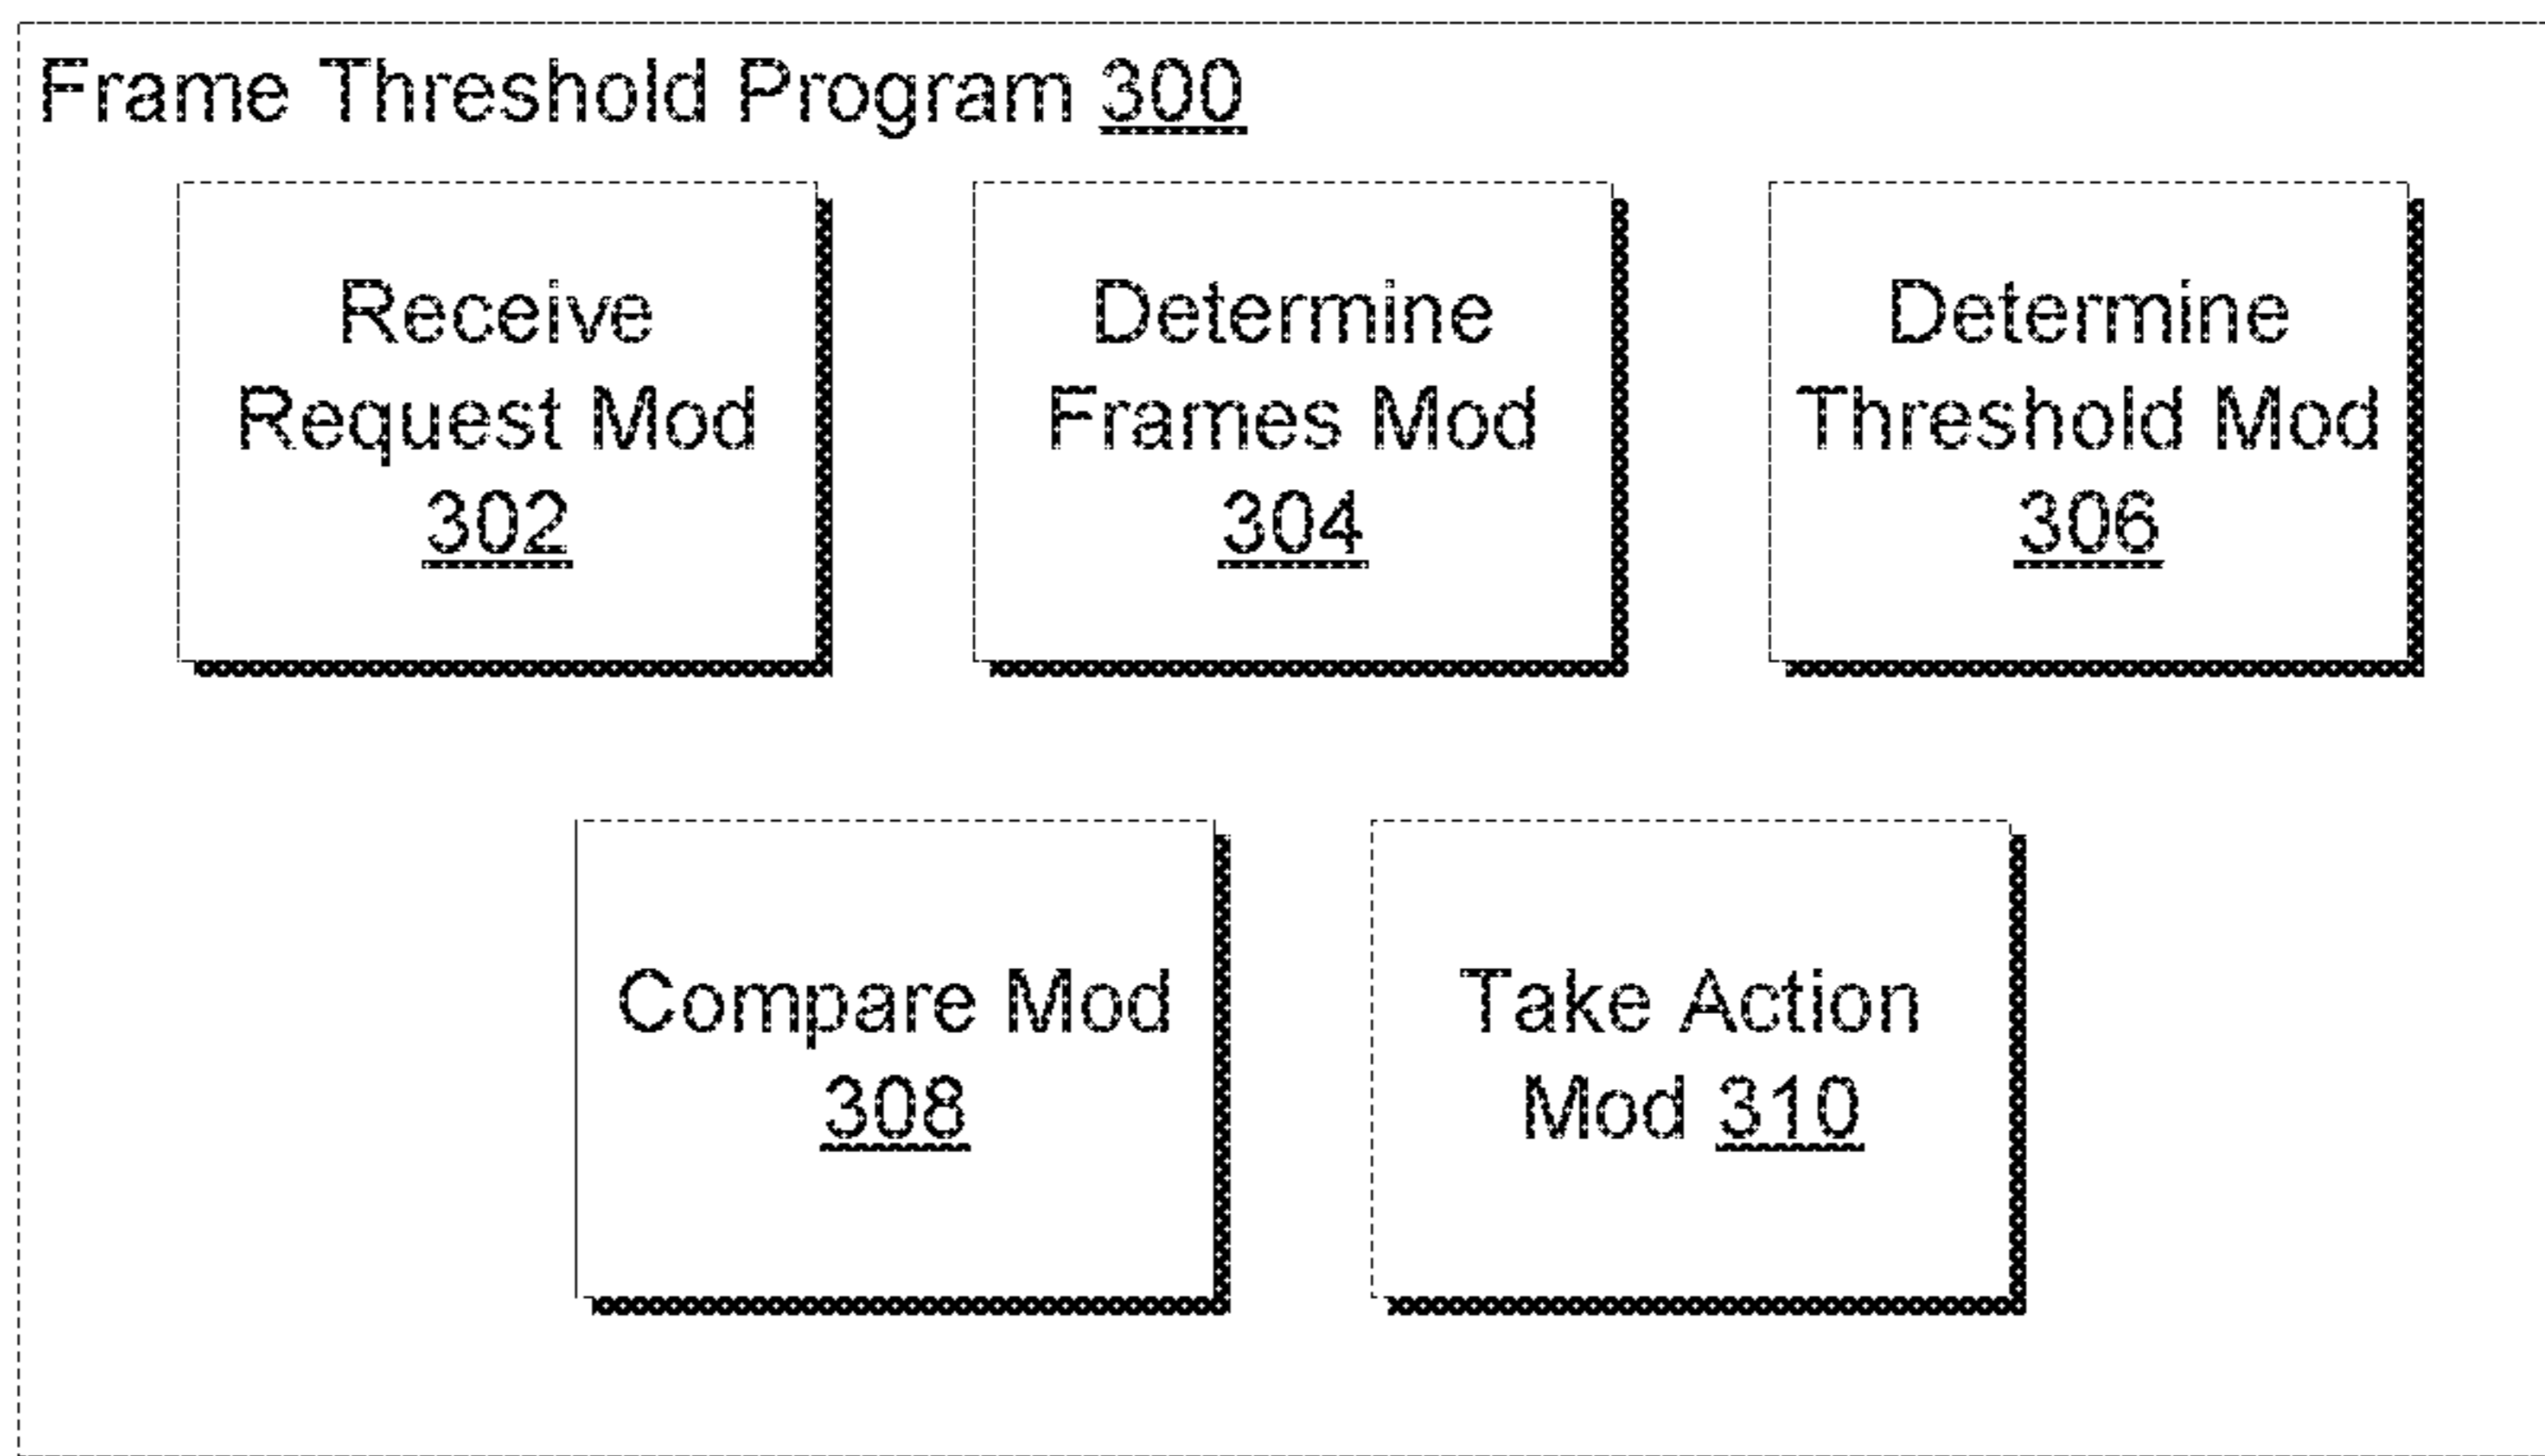 Frame Threshold Program 300
Receive
Request Mod
302
Determine
Frames Mod
304
Determine
Threshold Mod
306
Compare Mod
308
Take Action
Mod 310